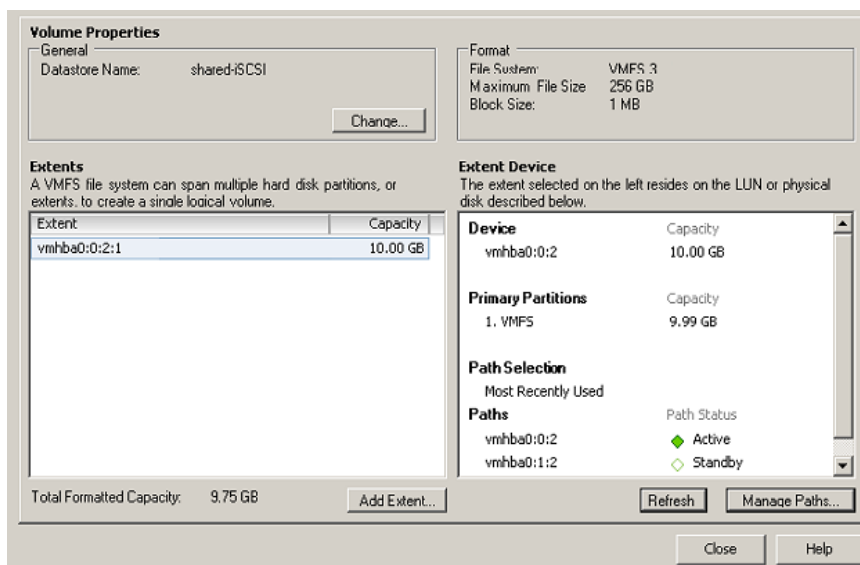 Volume Properties
General
Datastore Name: shared-iSCSI
Change...
Format
File System: VMFS 3
Maximum File Size 256 GB
Block Size: 1 MB
Extents
A VMFS file system can span multiple hard disk partitions, or
extents, to create a single logical volume.
Extent Capacity
vmhba0:0:2:1 10.00 GB
Total Formatted Capacity: 9.75 GB
Add Extent...
Extent Device
The extent selected on the left resides on the LUN or physical
disk described below.
Device Capacity
vmhba0:0:2 10.00 GB
Primary Partitions Capacity
1. VMFS 9.99 GB
Path Selection
Most Recently Used
Paths Path Status
vmhba0:0:2 Active
vmhba0:1:2 Standby
Refresh Manage Paths...
Close Help